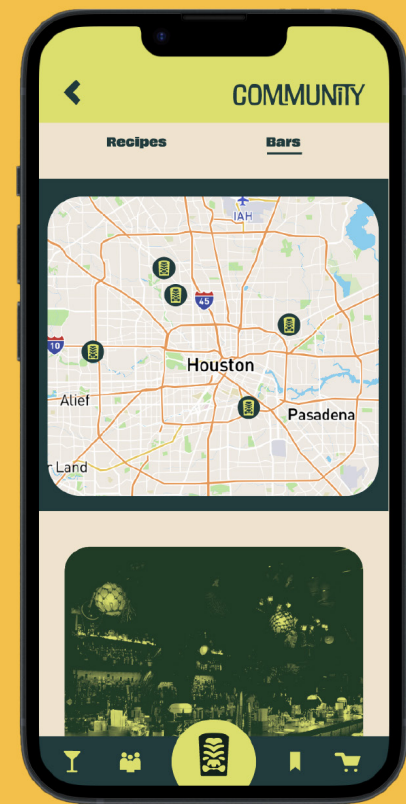 COMMUNITY
Recipes Bars
IAH
45
10
Houston
Alief
Pasadena
Land